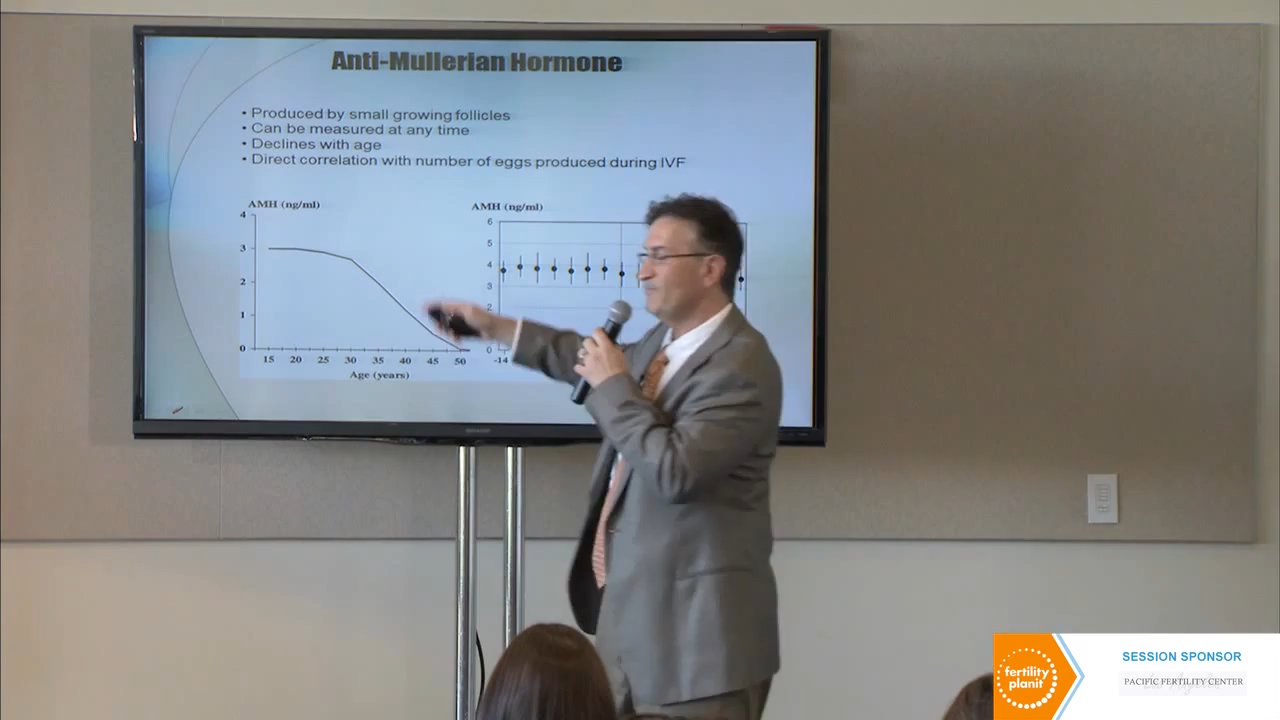 Anti-Mullerian Hormone
• Produced by small growing follicles
• Can be measured at any time
• Declines with age
• Direct correlation with number of eggs produced during IVF
AMH (ng/ml)
4
3
2
1
0
15 20 25 30 35 40 45 50
Age (years)
AMH (ng/ml)
6
5
4
3
2
0
-14
SHARP
fertility
planit
SESSION SPONSOR
PACIFIC FERTILITY CENTER
Los Angeles